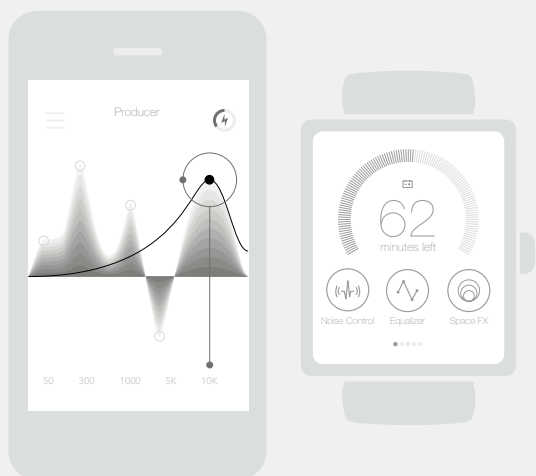 Producer
50 300 1000 5K 10K
62
minutes left
Noise Control Equalizer Space FX